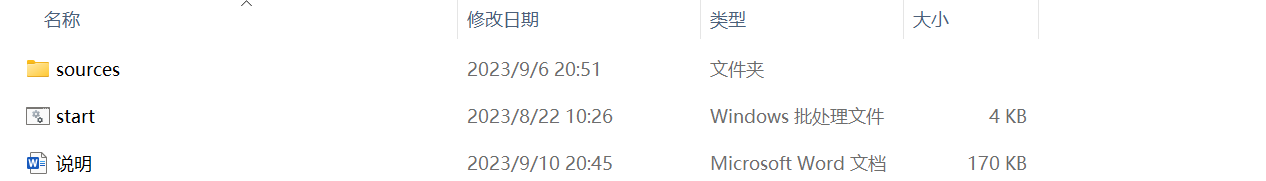 名称 修改日期 类型 大小
sources 2023/9/6 20:51 文件夹
start 2023/8/22 10:26 Windows 批处理文件 4 KB
说明 2023/9/10 20:45 Microsoft Word 文档 170 KB